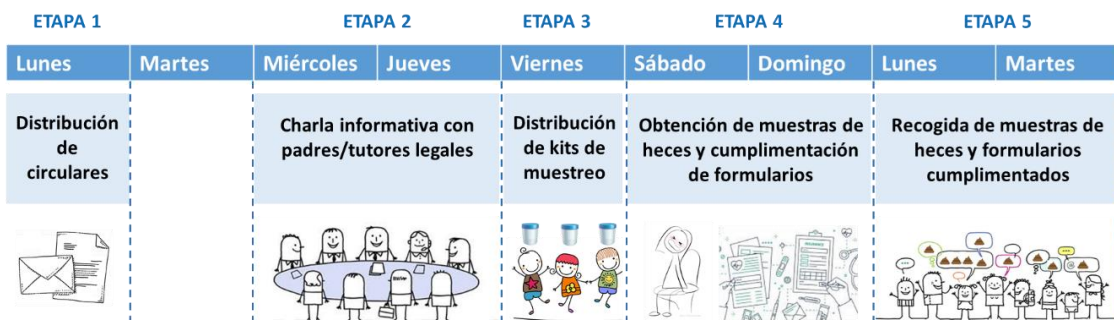 ETAPA 1
ETAPA 2
ETAPA 3
ETAPA 4
ETAPA 5
Lunes
Martes
Miércoles
Jueves
Viernes
Sábado
Domingo
Lunes
Martes
Distribución
de
circulares
Charla informativa con
padres/tutores legales
Distribución
de kits de
muestreo
Obtención de muestras de
heces y cumplimentación
de formularios
Recogida de muestras de
heces y formularios
cumplimentados